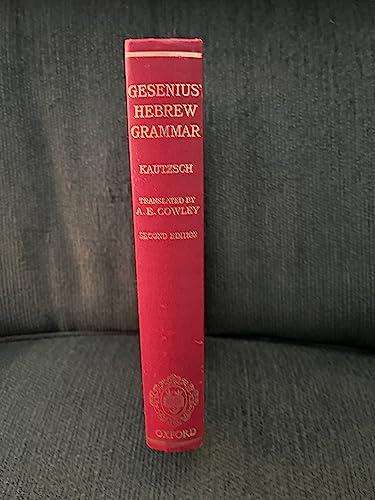 GESENIUS'
HEBREW
GRAMMAR
KAUTZSCH
TRANSLATED BY
A. E. COWLEY
SECOND EDITION
OXFORD